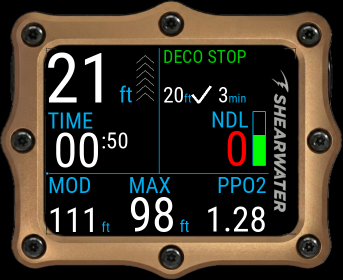 21 ft
DECO STOP
20ft 3min
TIME
00:50
NDL
0
MOD MAX PPO2
111 ft 98 ft 1.28
SHEARWATER